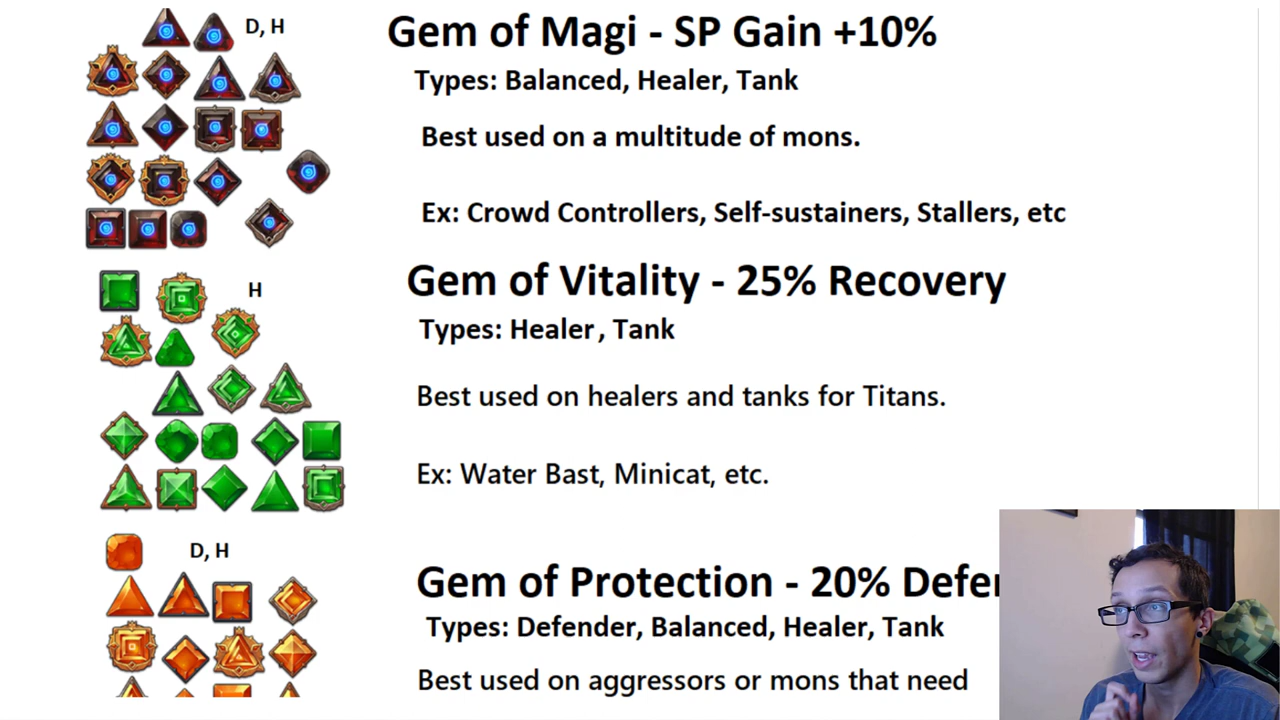 D, H
Gem of Magi - SP Gain +10%
Types: Balanced, Healer, Tank
Best used on a multitude of mons.
Ex: Crowd Controllers, Self-sustainers, Stallers, etc
H
Gem of Vitality - 25% Recovery
Types: Healer, Tank
Best used on healers and tanks for Titans.
Ex: Water Bast, Minicat, etc.
D, H
Gem of Protection - 20% Defen
Types: Defender, Balanced, Healer, Tank
Best used on aggressors or mons that need